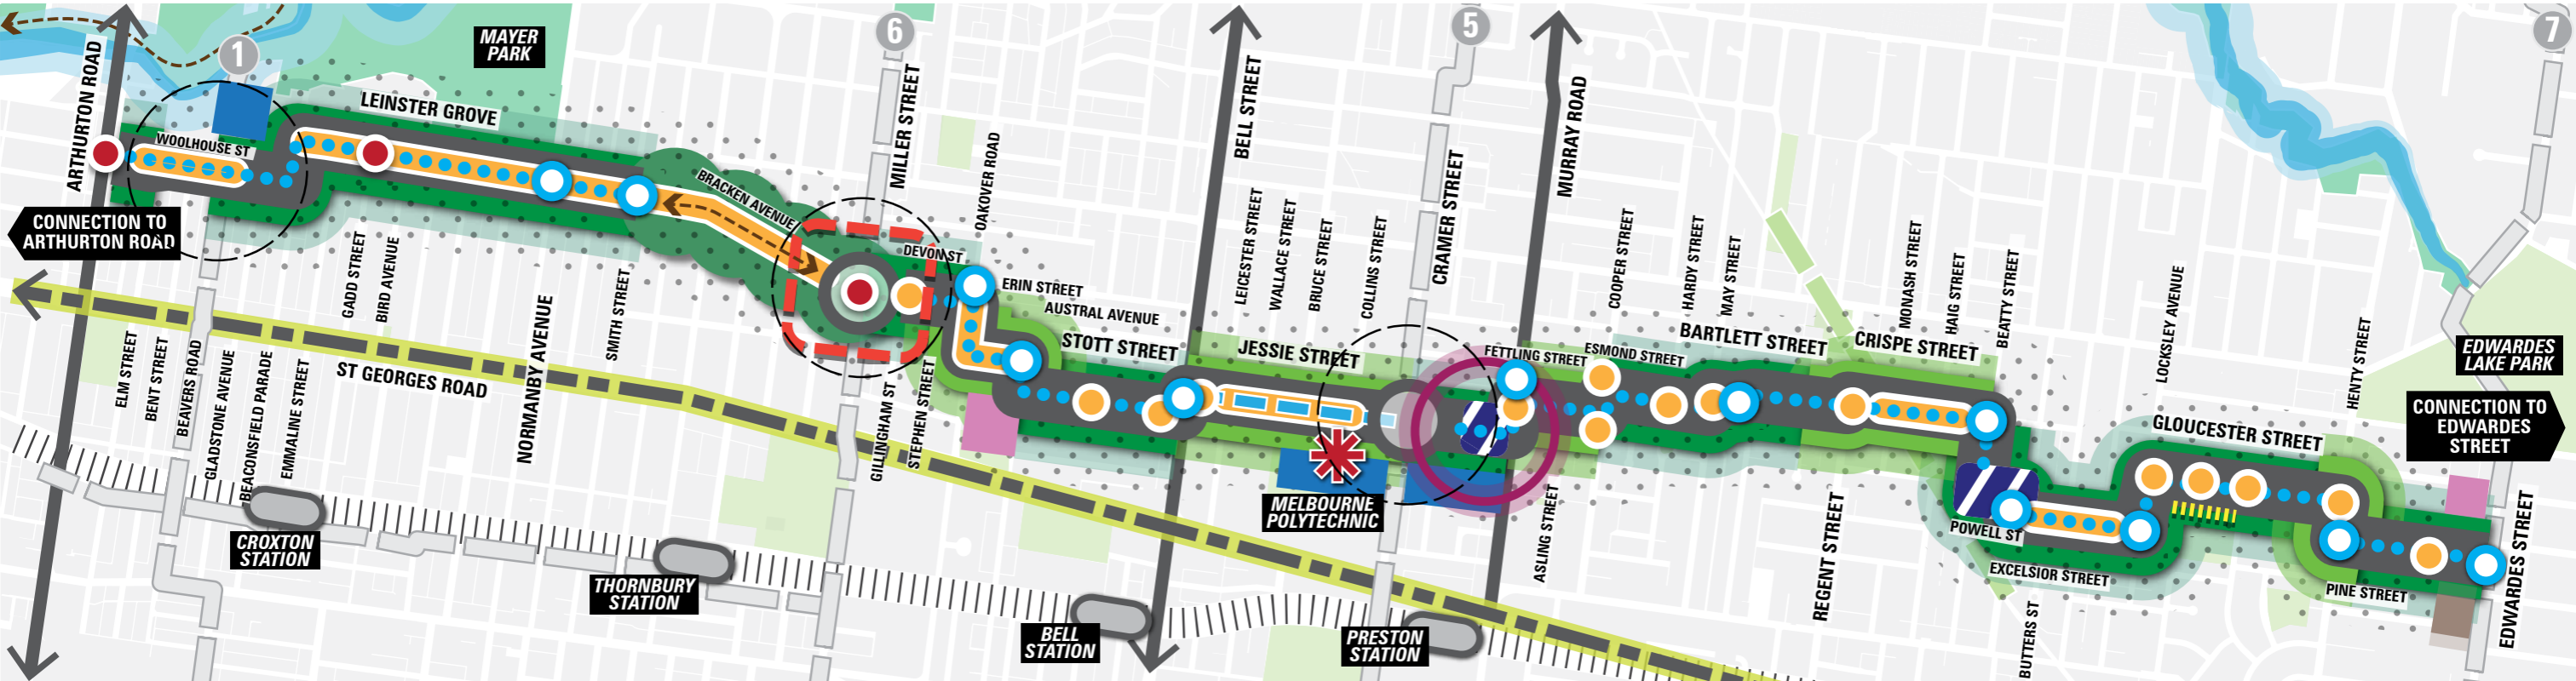 1
6
5
7
MAYER
PARK
ARTHURTON ROAD
WOOLHOUSE ST
LEINSTER GROVE
CONNECTION TO
ARTHURTON ROAD
BRACKEN AVENUE
MILLER STREET
OAKOVER ROAD
DEVON ST
ERIN STREET
AUSTRAL AVENUE
STOTT STREET
BELL STREET
LEICESTER STREET
WALLACE STREET
BRUCE STREET
COLLINS STREET
CRAMER STREET
MURRAY ROAD
JESSIE STREET
FETTLING STREET
ESMOND STREET
COOPER STREET
HARDY STREET
MAY STREET
BARTLETT STREET
CRISPE STREET
MONASH STREET
HAIG STREET
BEATTY STREET
LOCKSLEY AVENUE
HENTY STREET
EDWARDES
LAKE PARK
CONNECTION TO
EDWARDES
STREET
GLOUCESTER STREET
ELM STREET
BENT STREET
BEAVERS ROAD
GLADSTONE AVENUE
BEACONSFIELD PARADE
EMMALINE STREET
GADD STREET
BIRD AVENUE
ST GEORGES ROAD
NORMANBY AVENUE
SMITH STREET
GILLINGHAM ST
STEPHEN STREET
MELBOURNE
POLYTECHNIC
ASLING STREET
REGENT STREET
POWELL ST
EXCELSIOR STREET
BUTTERS ST
PINE STREET
EDWARDES STREET
CROXTON
STATION
THORNBURY
STATION
BELL
STATION
PRESTON
STATION